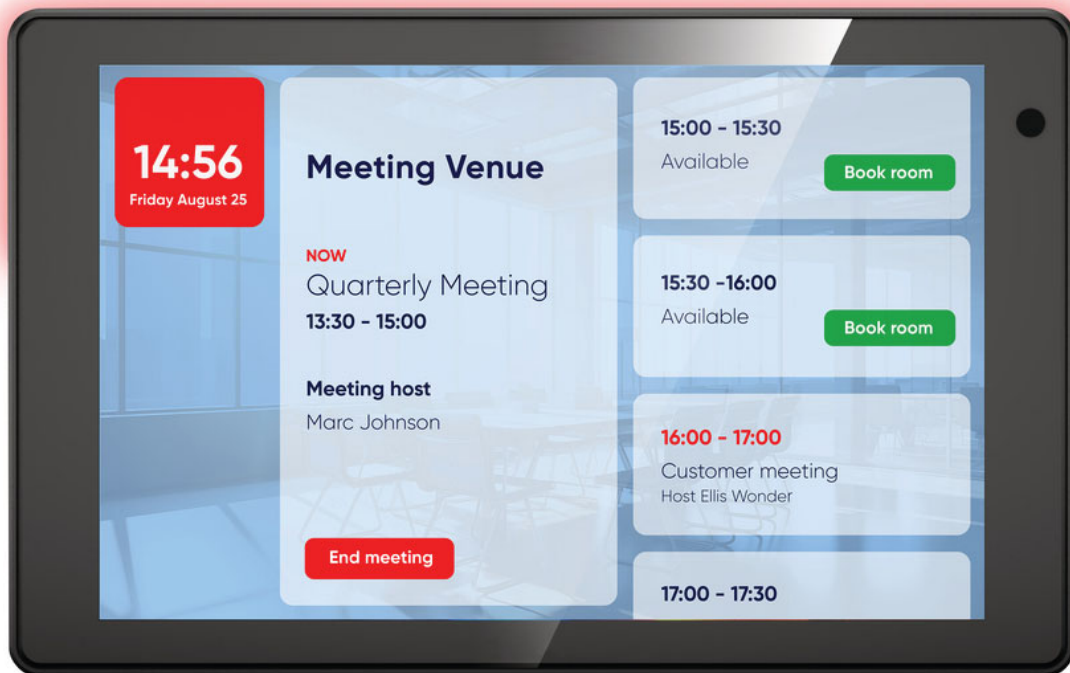 14:56
Friday August 25
Meeting Venue
NOW
Quarterly Meeting
13:30 - 15:00
Meeting host
Marc Johnson
End meeting
15:00 - 15:30
Available
Book room
15:30 -16:00
Available
Book room
16:00 - 17:00
Customer meeting
Host Ellis Wonder
17:00 - 17:30